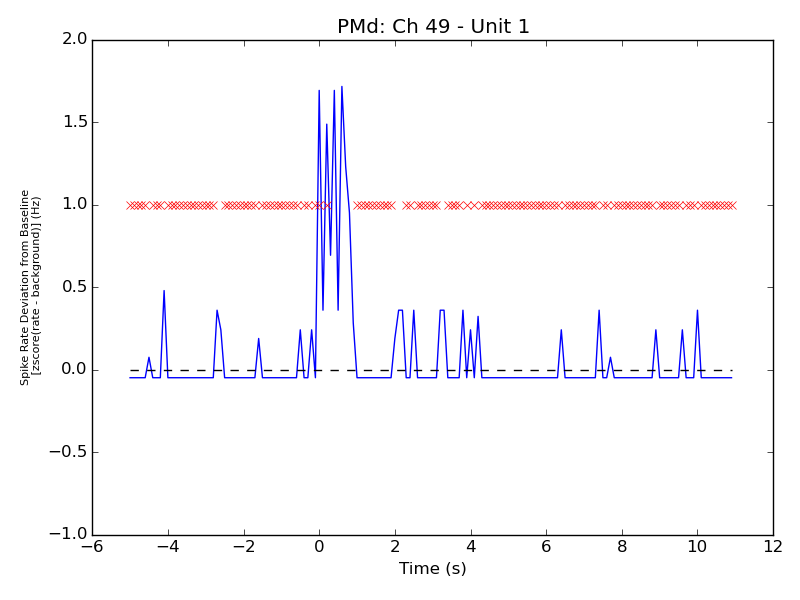 PMd: Ch 49 - Unit 1
2.0
1.5
1.0
0.5
0.0
−0.5
−1.0
Spike Rate Deviation from Baseline
[zscore(rate - background)] (Hz)
−6 −4 −2 0 2 4 6 8 10 12
Time (s)